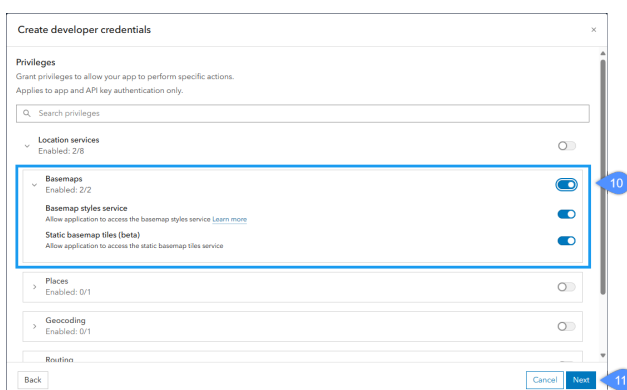 Create developer credentials
×
Privileges
Grant privileges to allow your app to perform specific actions.
Applies to app and API key authentication only.
Search privileges
Location services
Enabled: 2/8
Basemaps
Enabled: 2/2
10
Basemap styles service
Allow application to access the basemap styles service Learn more
Static basemap tiles (beta)
Allow application to access the static basemap tiles service
Places
Enabled: 0/1
Geocoding
Enabled: 0/1
Routing
Back
Cancel
Next
11